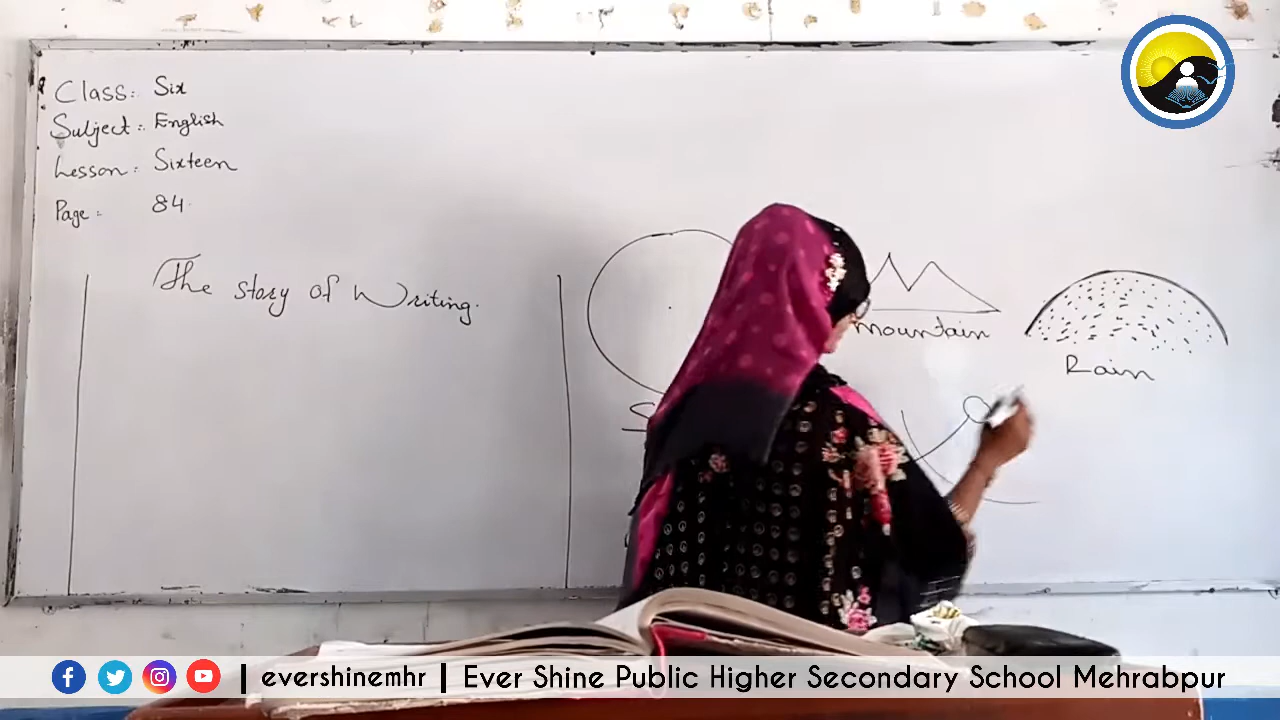 Class: Six
Subject: English
Lesson: Sixteen
Page: 84
The story of Writing.
mountain
Rain
evershinemhr | Ever Shine Public Higher Secondary School Mehrabpur